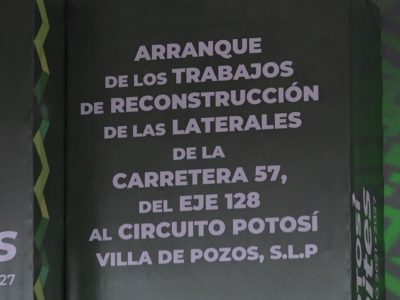 ARRANQUE
DE LOS TRABAJOS
DE RECONSTRUCCIÓN
DE LAS LATERALES
DE LA
CARRETERA 57,
DEL EJE 128
AL CIRCUITO POTOSÍ
VILLA DE POZOS, S.L.P
S
27